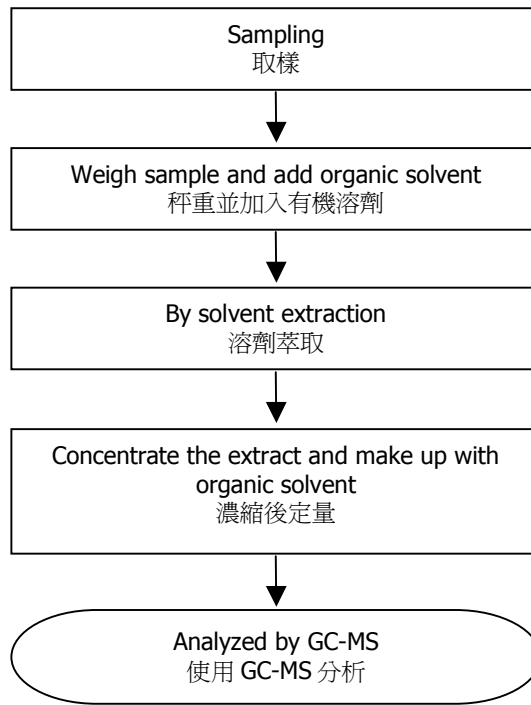 Sampling
取樣
Weigh sample and add organic solvent
秤重並加入有機溶劑
By solvent extraction
溶劑萃取
Concentrate the extract and make up with
organic solvent
濃縮後定量
Analyzed by GC-MS
使用 GC-MS 分析